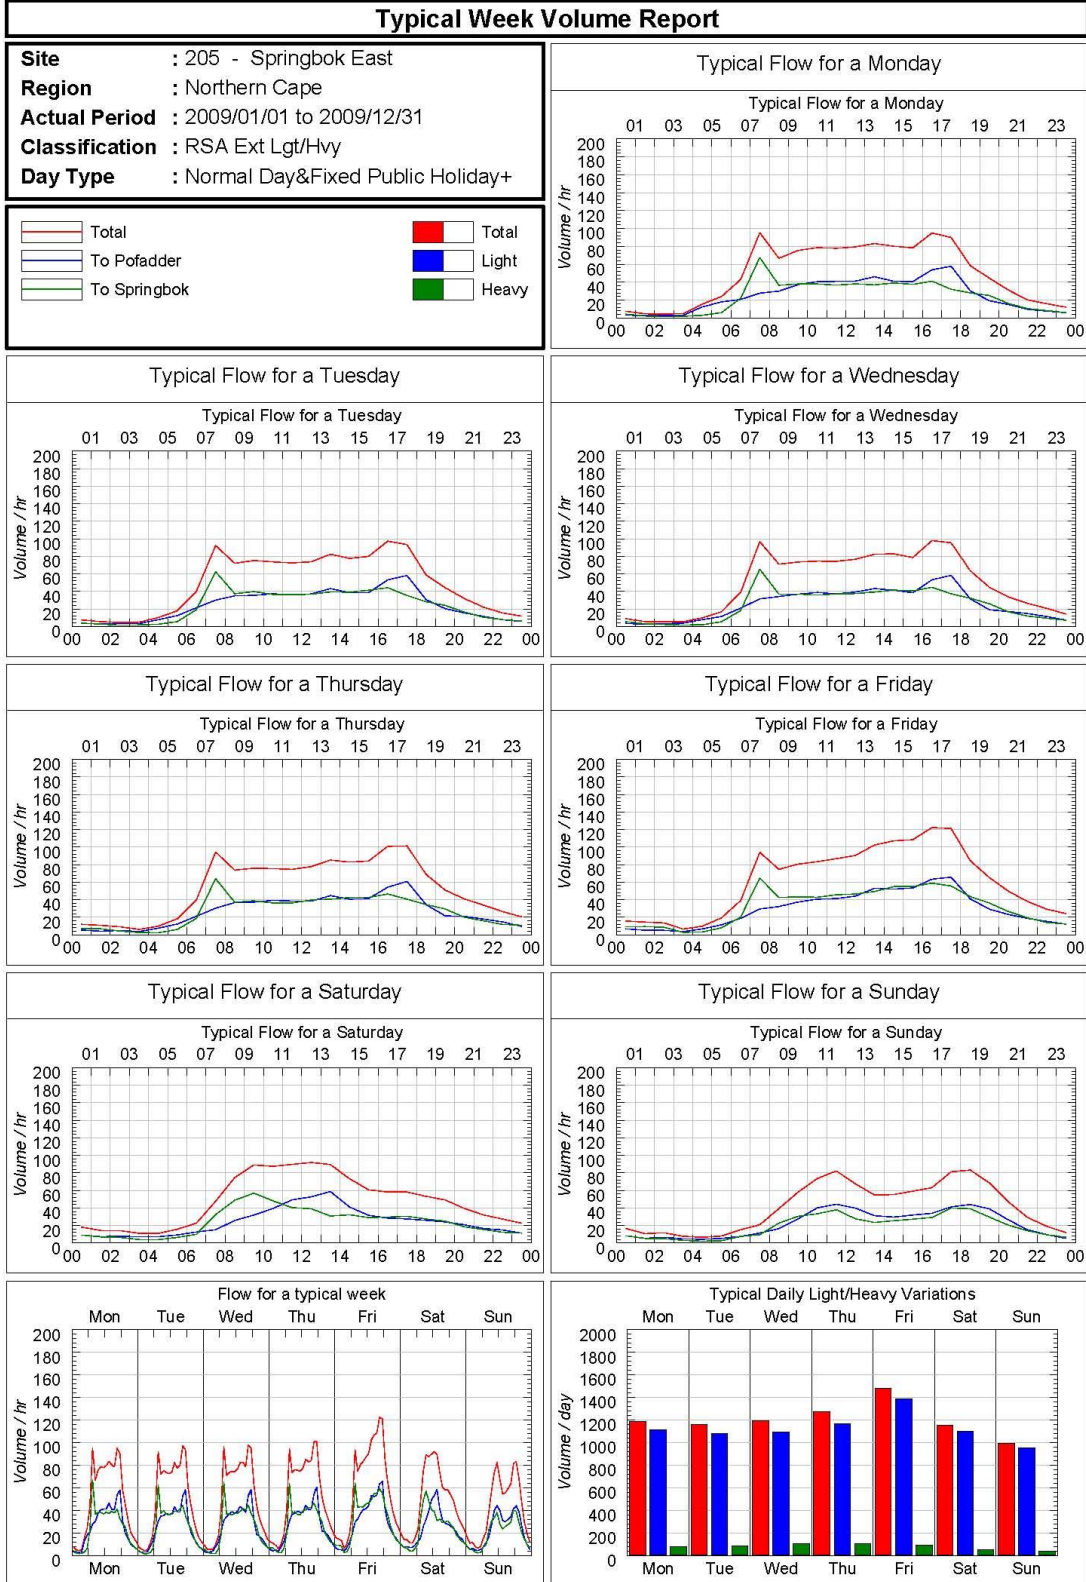 Typical Week Volume Report
Site : 205 - Springbok East
Region : Northern Cape
Actual Period : 2009/01/01 to 2009/12/31
Classification : RSA Ext Lgt/Hvy
Day Type : Normal Day&Fixed Public Holiday+
Total Total
To Pofadder Light
To Springbok Heavy
Typical Flow for a Monday
Typical Flow for a Monday
01 03 05 07 09 11 13 15 17 19 21 23
200
180
160
140
120
100
80
60
40
20
0
Volume / hr
00 02 04 06 08 10 12 14 16 18 20 22 00
Typical Flow for a Tuesday
Typical Flow for a Tuesday
01 03 05 07 09 11 13 15 17 19 21 23
200
180
160
140
120
100
80
60
40
20
0
Volume / hr
00 02 04 06 08 10 12 14 16 18 20 22 00
Typical Flow for a Wednesday
Typical Flow for a Wednesday
01 03 05 07 09 11 13 15 17 19 21 23
200
180
160
140
120
100
80
60
40
20
0
Volume / hr
00 02 04 06 08 10 12 14 16 18 20 22 00
Typical Flow for a Thursday
Typical Flow for a Thursday
01 03 05 07 09 11 13 15 17 19 21 23
200
180
160
140
120
100
80
60
40
20
0
Volume / hr
00 02 04 06 08 10 12 14 16 18 20 22 00
Typical Flow for a Friday
Typical Flow for a Friday
01 03 05 07 09 11 13 15 17 19 21 23
200
180
160
140
120
100
80
60
40
20
0
Volume / hr
00 02 04 06 08 10 12 14 16 18 20 22 00
Typical Flow for a Saturday
Typical Flow for a Saturday
01 03 05 07 09 11 13 15 17 19 21 23
200
180
160
140
120
100
80
60
40
20
0
Volume / hr
00 02 04 06 08 10 12 14 16 18 20 22 00
Typical Flow for a Sunday
Typical Flow for a Sunday
01 03 05 07 09 11 13 15 17 19 21 23
200
180
160
140
120
100
80
60
40
20
0
Volume / hr
00 02 04 06 08 10 12 14 16 18 20 22 00
Flow for a typical week
Mon Tue Wed Thu Fri Sat Sun
200
180
160
140
120
100
80
60
40
20
0
Volume / hr
Mon Tue Wed Thu Fri Sat Sun
Typical Daily Light/Heavy Variations
Mon Tue Wed Thu Fri Sat Sun
2000
1800
1600
1400
1200
1000
800
600
400
200
0
Volume / day
Mon Tue Wed Thu Fri Sat Sun